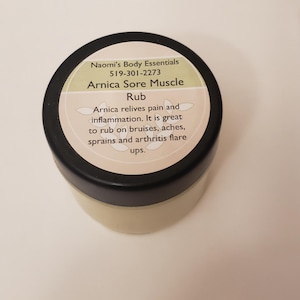 Naomi's Body Essentials
519-301-2273
Arnica Sore Muscle
Rub
Arnica relives pain and
inflammation. It is great
to rub on bruises, aches,
sprains and arthritis flare
ups.